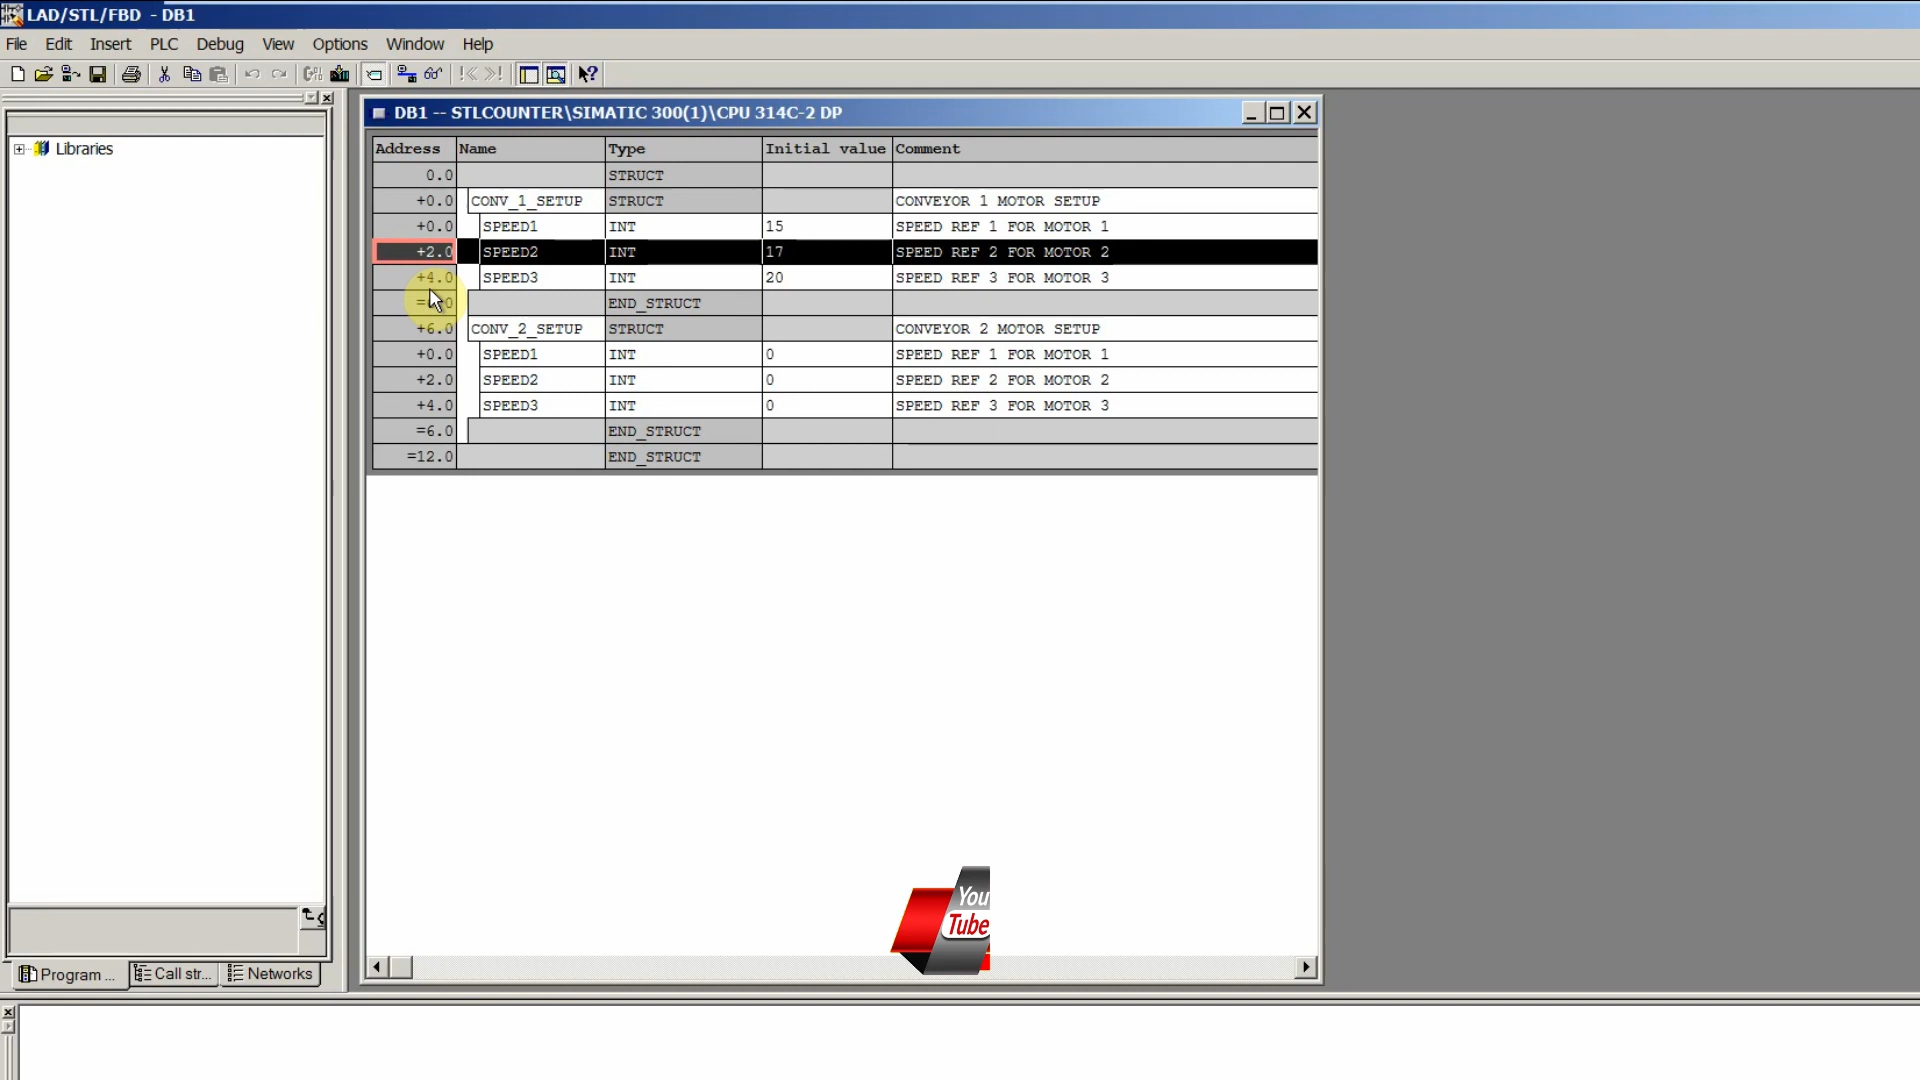 LAD/STL/FBD - DB1
File Edit Insert PLC Debug View Options Window Help
DB1 -- STLCOUNTER\SIMATIC 300(1)\CPU 314C-2 DP
Libraries
Address Name Type Initial value Comment
0.0 STRUCT
+0.0 CONV_1_SETUP STRUCT CONVEYOR 1 MOTOR SETUP
+0.0 SPEED1 INT 15 SPEED REF 1 FOR MOTOR 1
+2.0 SPEED2 INT 17 SPEED REF 2 FOR MOTOR 2
+4.0 SPEED3 INT 20 SPEED REF 3 FOR MOTOR 3
END_STRUCT
+6.0 CONV_2_SETUP STRUCT CONVEYOR 2 MOTOR SETUP
+0.0 SPEED1 INT 0 SPEED REF 1 FOR MOTOR 1
+2.0 SPEED2 INT 0 SPEED REF 2 FOR MOTOR 2
+4.0 SPEED3 INT 0 SPEED REF 3 FOR MOTOR 3
=6.0 END_STRUCT
=12.0 END_STRUCT
You
Tube
Program ... Call str... Networks